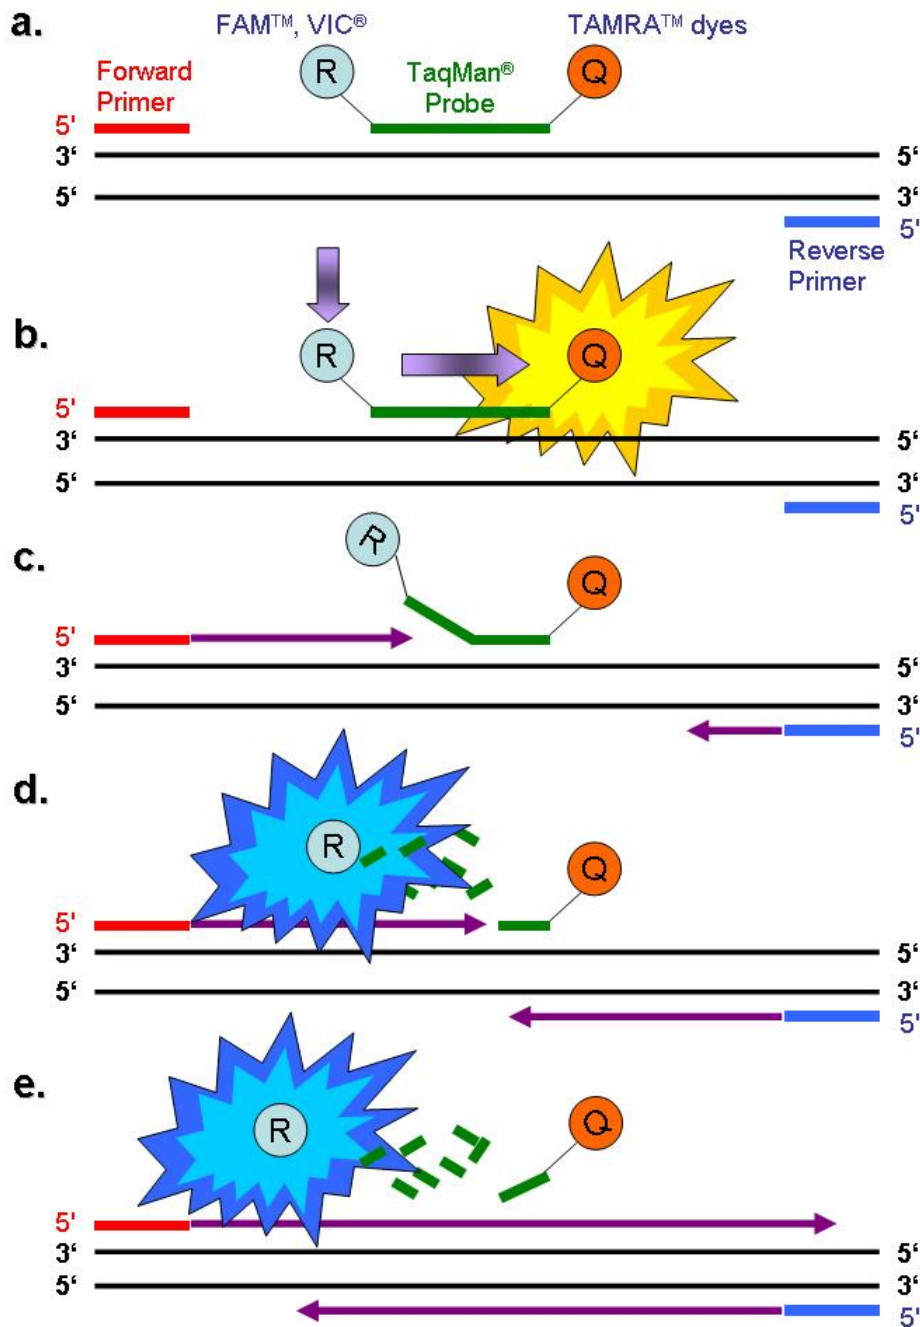 a.
FAM™, VIC®
TAMRA™ dyes
R
Q
Forward
Primer
TaqMan®
Probe
5'
3‘
5‘
5‘
3‘
5'
Reverse
Primer
b.
R
Q
5'
3‘
5‘
5‘
3‘
5'
c.
R
Q
5'
3‘
5‘
5‘
3‘
5'
d.
R
Q
5'
3‘
5‘
5‘
3‘
5'
e.
R
Q
5'
3‘
5‘
5‘
3‘
5'